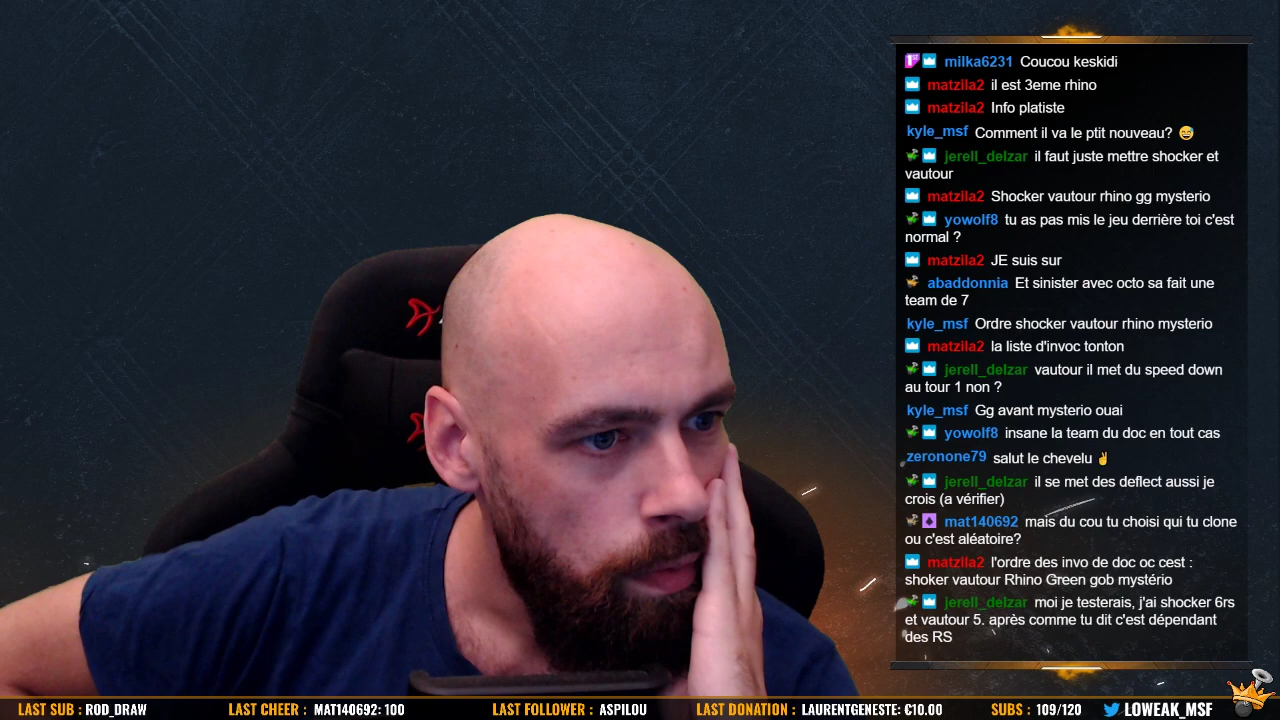 milka6231 Coucou keskidi
matzila2 il est 3eme rhino
matzila2 Info platiste
kyle_msf Comment il va le ptit nouveau? 😅
jerell_delzar il faut juste mettre shocker et
vautour
matzila2 Shocker vautour rhino gg mysterio
yowolf8 tu as pas mis le jeu derrière toi c'est
normal ?
matzila2 JE suis sur
abaddonnia Et sinister avec octo sa fait une
team de 7
kyle_msf Ordre shocker vautour rhino mysterio
matzila2 la liste d'invoc tonton
jerell_delzar vautour il met du speed down
au tour 1 non ?
kyle_msf Gg avant mysterio ouai
yowolf8 insane la team du doc en tout cas
zeronone79 salut le chevelu ✌
jerell_delzar il se met des deflect aussi je
crois (a vérifier)
mat140692 mais du cou tu choisi qui tu clone
ou c'est aléatoire?
matzila2 l'ordre des invo de doc oc cest :
shoker vautour Rhino Green gob mystério
jerell_delzar moi je testerais, j'ai shocker 6rs
et vautour 5. après comme tu dit c'est dépendant
des RS
LAST SUB : ROD_DRAW LAST CHEER : MAT140692: 100 LAST FOLLOWER : ASPILOU LAST DONATION : LAURENTGENESTE: €10.00 SUBS : 109/120 LOWEAK_MSF